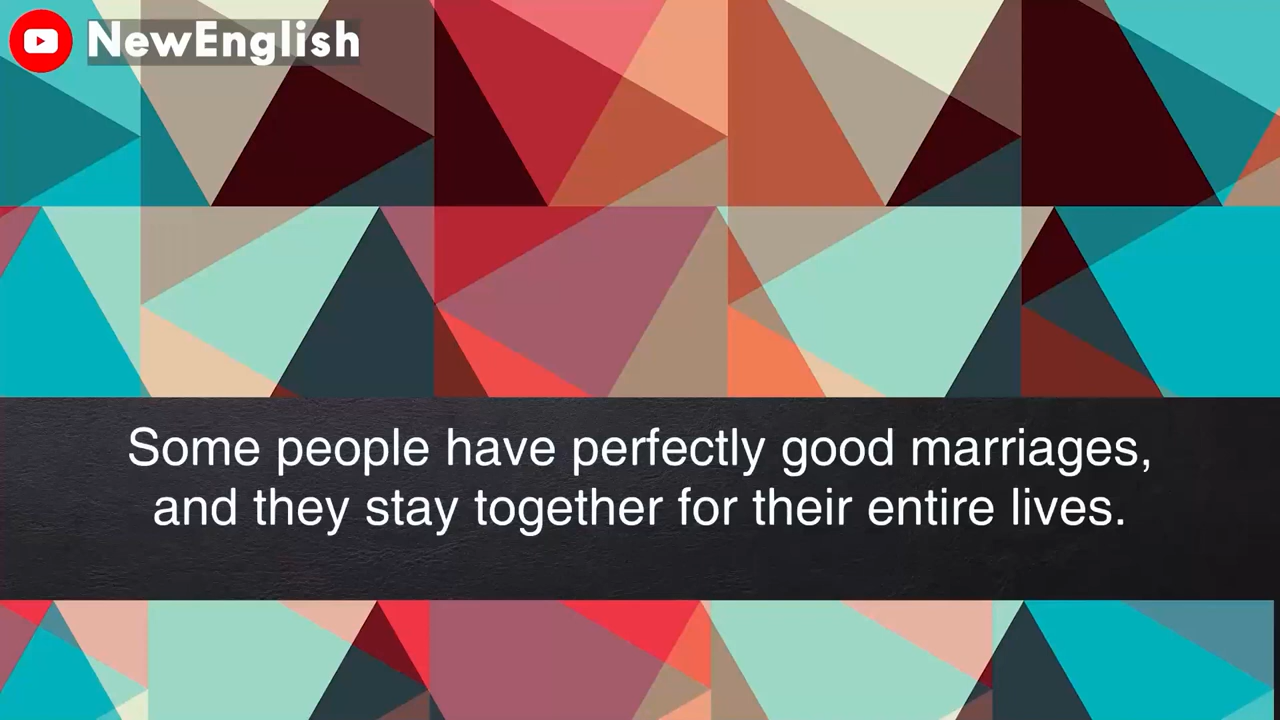 NewEnglish
Some people have perfectly good marriages,
and they stay together for their entire lives.